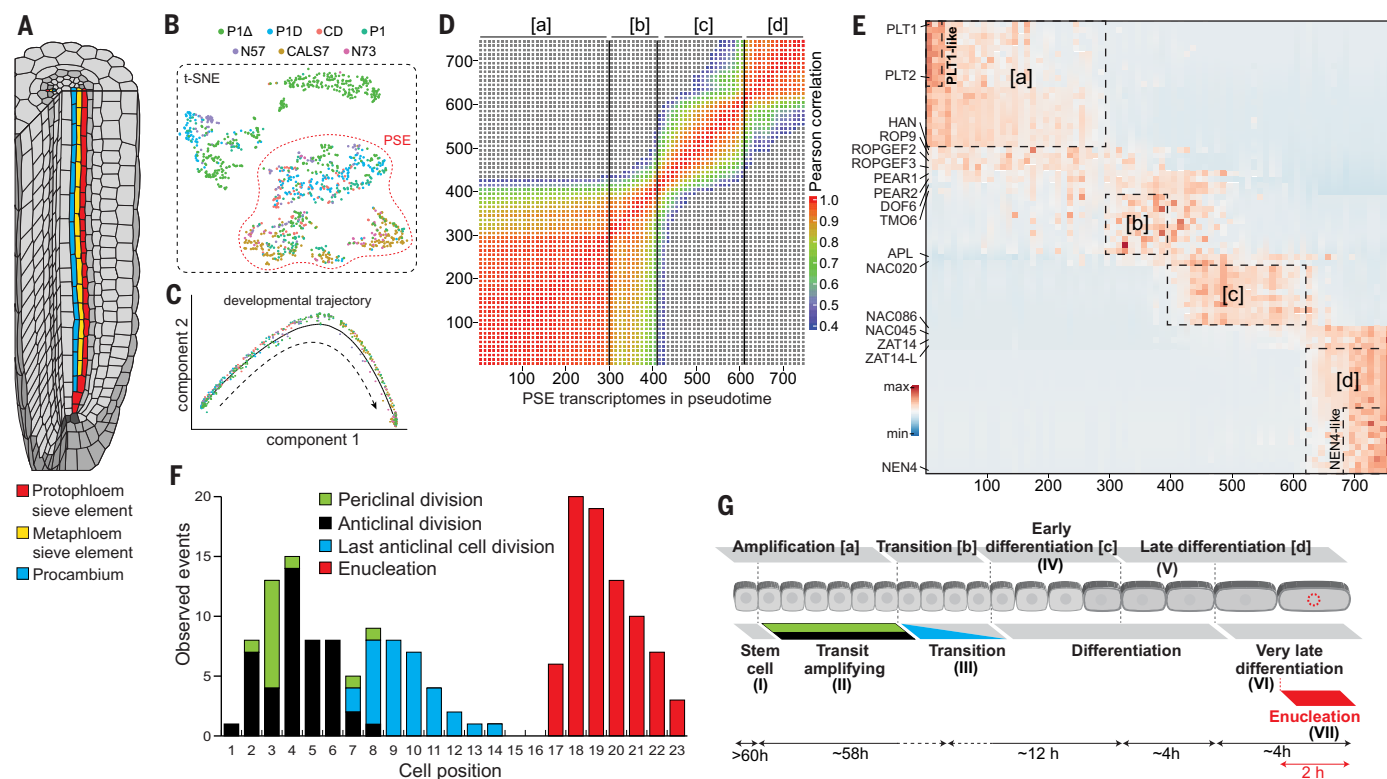 A
Protophloem
sieve element
Metaphloem
sieve element
Procambium
B
P1Δ P1D CD P1
N57 CALS7 N73
t-SNE
PSE
C
developmental trajectory
component 2
component 1
D
[a] [b] [c] [d]
700
600
500
400
300
200
100
100 200 300 400 500 600 700
PSE transcriptomes in pseudotime
Pearson correlation
1.0
0.9
0.8
0.7
0.6
0.5
0.4
E
PLT1
PLT2
HAN
ROP9
ROPGEF2
ROPGEF3
PEAR1
PEAR2
DOF6
TMO6
APL
NAC020
NAC086
NAC045
ZAT14
ZAT14-L
NEN4
max
min
PLT1-like
[a]
[b]
[c]
[d]
NEN4-like
100 200 300 400 500 600 700
F
Observed events
20
15
10
5
0
Periclinal division
Anticlinal division
Last anticlinal cell division
Enucleation
1 2 3 4 5 6 7 8 9 10 11 12 13 14 15 16 17 18 19 20 21 22 23
Cell position
G
Amplification [a]
Transition [b]
Early
differentiation [c]
(IV)
Late differentiation [d]
(V)
Stem
cell
(I)
Transit
amplifying
(II)
Transition
(III)
Differentiation
Very late
differentiation
(VI)
Enucleation
(VII)
>60h ~58h ~12 h ~4h ~4h
2 h